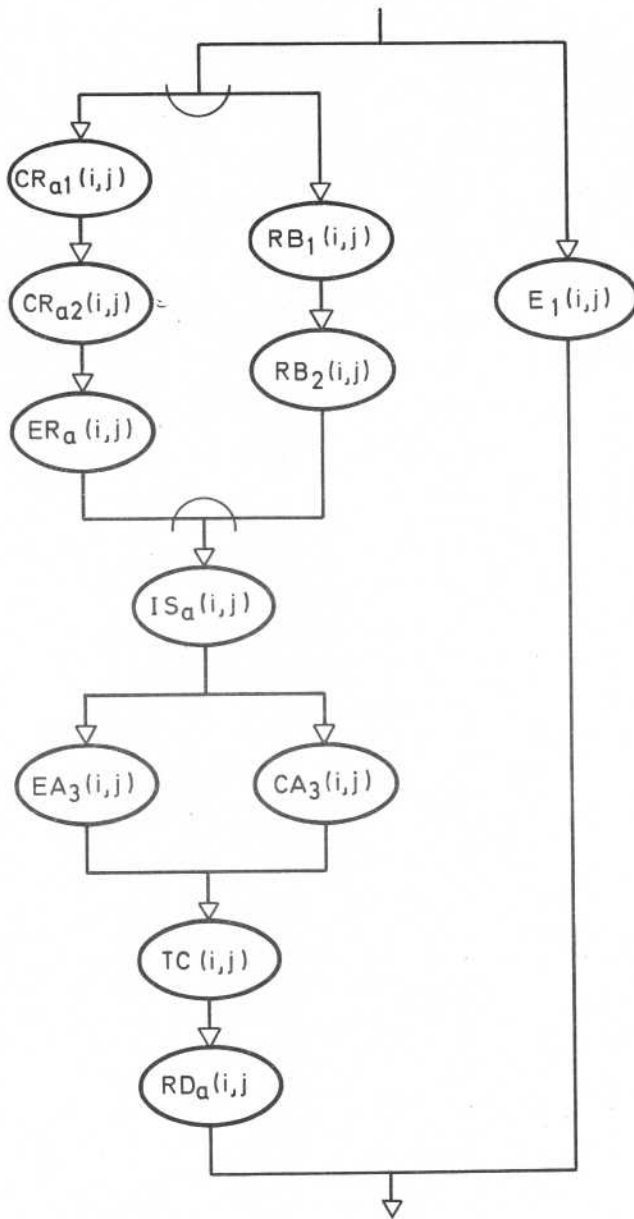 CRa1(i,j)
RB1(i,j)
CRa2(i,j)
E1(i,j)
RB2(i,j)
ERa(i,j)
ISa(i,j)
EA3(i,j)
CA3(i,j)
TC(i,j)
RDa(i,j